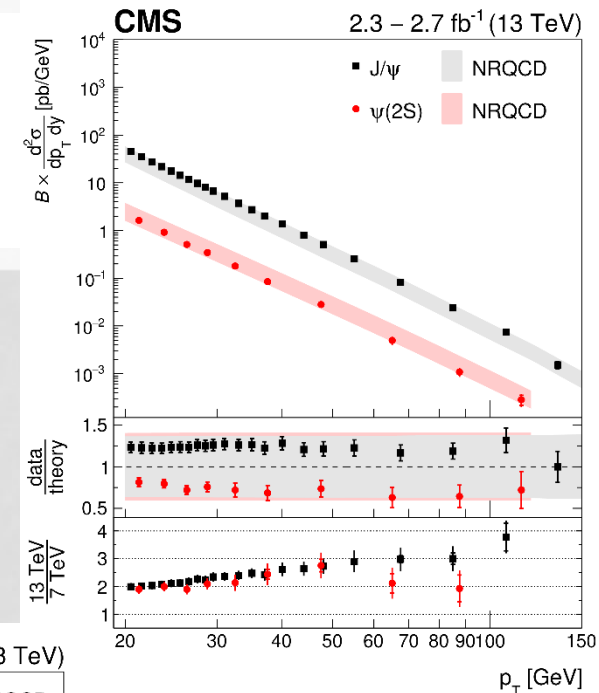 CMS 2.3 – 2.7 fb⁻¹ (13 TeV)
J/ψ NRQCD
ψ(2S) NRQCD
B × d²σ / dp_T dy [pb/GeV]
10⁴
10³
10²
10
1
10⁻¹
10⁻²
10⁻³
data / theory
1.5
1
0.5
13 TeV / 7 TeV
4
3
2
1
20 30 40 50 60 70 80 90 100 150
p_T [GeV]
3 TeV)